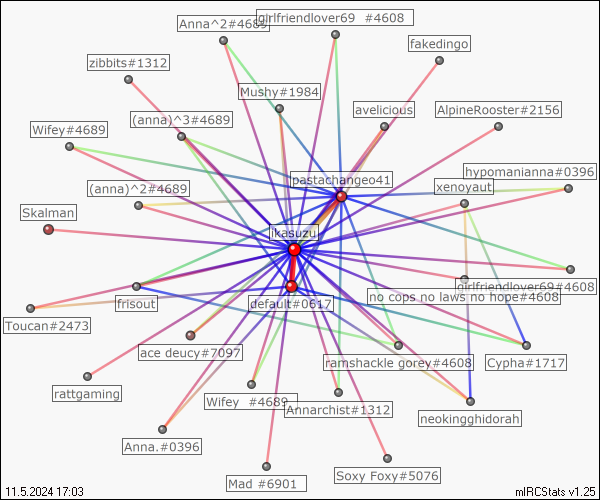 Anna^2#4689
girlfriendlover69 #4608
fakedingo
zibbits#1312
Mushy#1984
avelicious
AlpineRooster#2156
(anna)^3#4689
Wifey#4689
pastachangeo41
hypomanianna#0396
(anna)^2#4689
xenoyaut
Skalman
likasuzu
girlfriendlover69#4608
no cops no laws no hope#4608
frisout
default#0617
Toucan#2473
ace deucy#7097
ramshackle gorey#4608
Cypha#1717
rattgaming
Wifey #4689
Annarchist#1312
neokingghidorah
Anna.#0396
Mad #6901
Soxy Foxy#5076
11.5.2024 17:03
mIRCStats v1.25